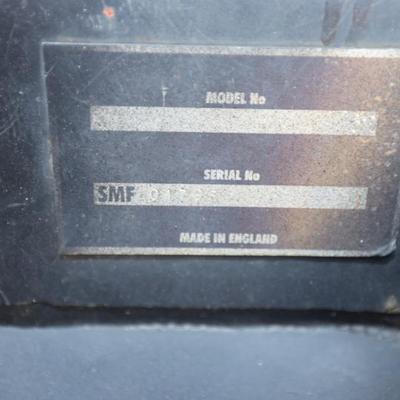 MODEL No
SERIAL No
SMF
MADE IN ENGLAND